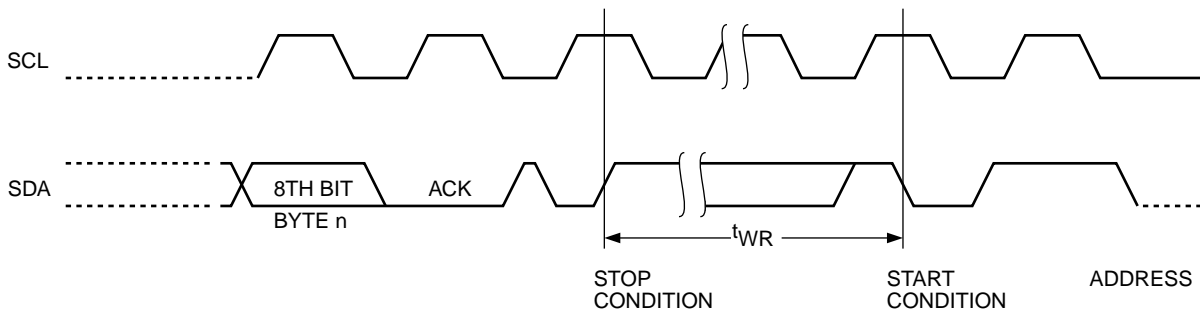 SCL
SDA
8TH BIT
ACK
BYTE n
tWR
STOP
CONDITION
START
CONDITION
ADDRESS